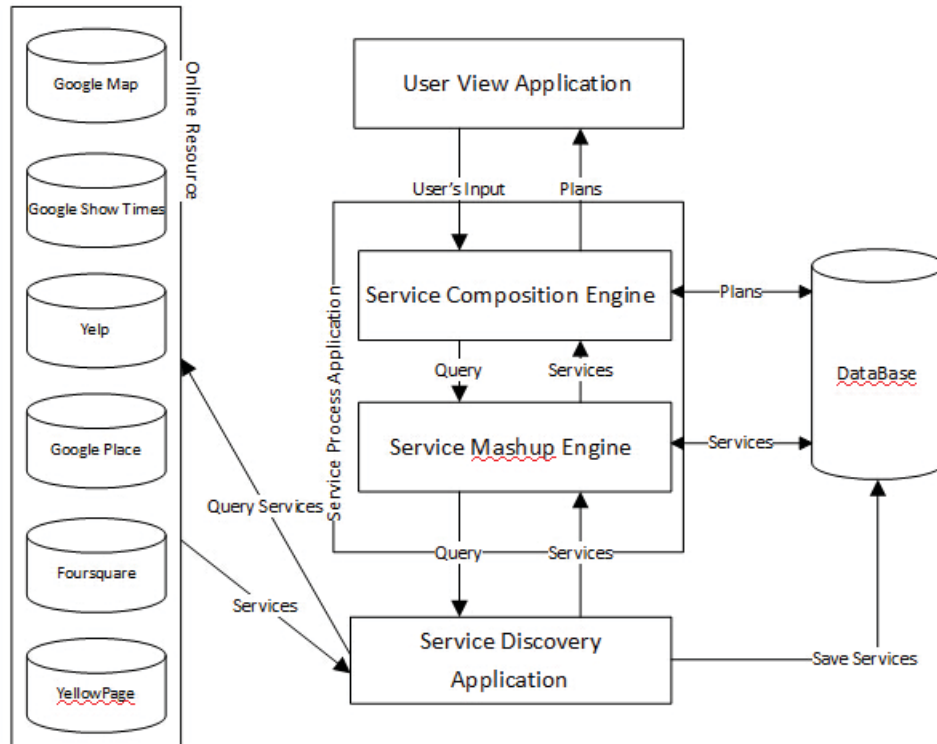 Google Map
Google Show Times
Yelp
Google Place
Foursquare
YellowPage
Online Resource
User View Application
User's Input
Plans
Service Process Application
Service Composition Engine
Plans
Query
Services
Service Mashup Engine
Services
DataBase
Query Services
Services
Query
Services
Service Discovery
Application
Save Services